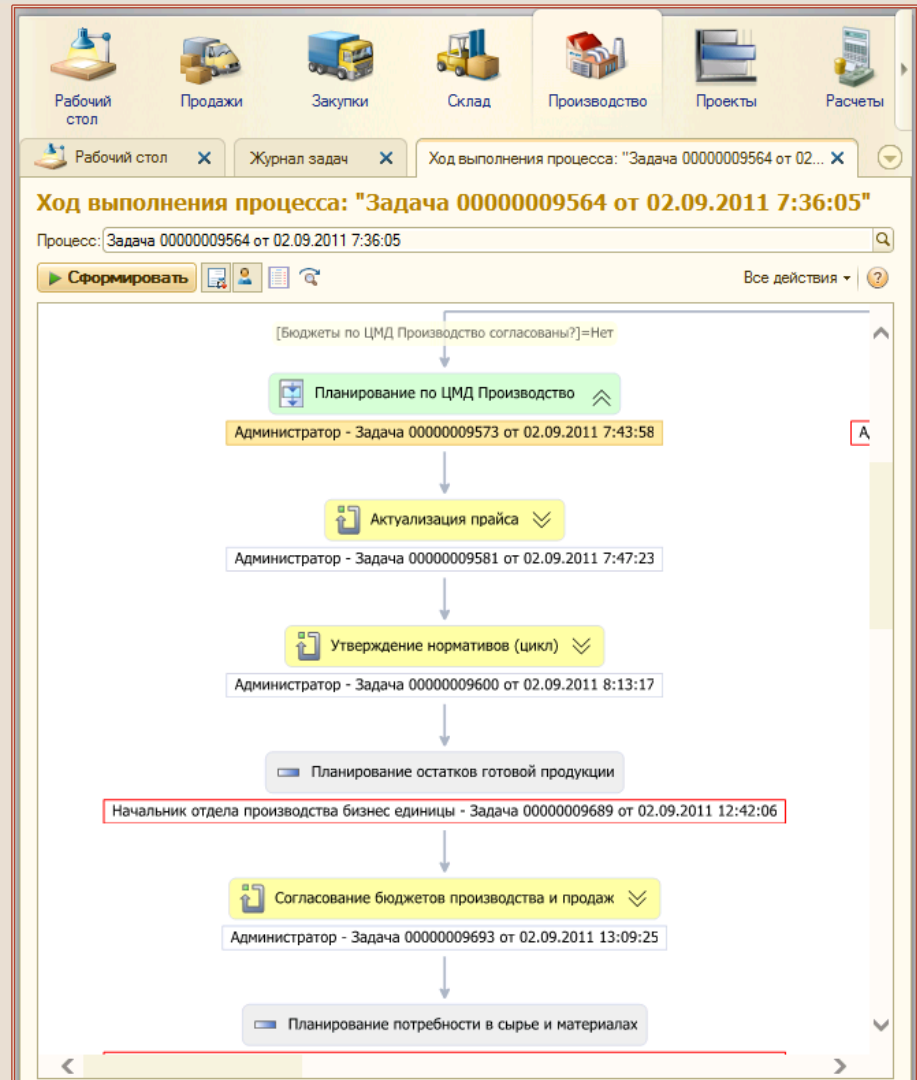 Рабочий стол
Продажи
Закупки
Склад
Производство
Проекты
Расчеты
Рабочий стол
Журнал задач
Ход выполнения процесса: "Задача 00000009564 от 02...
Ход выполнения процесса: "Задача 00000009564 от 02.09.2011 7:36:05"
Процесс: Задача 00000009564 от 02.09.2011 7:36:05
Сформировать
Все действия
[Бюджеты по ЦМД Производство согласованы?]=Нет
Планирование по ЦМД Производство
Администратор - Задача 00000009573 от 02.09.2011 7:43:58
Актуализация прайса
Администратор - Задача 00000009581 от 02.09.2011 7:47:23
Утверждение нормативов (цикл)
Администратор - Задача 00000009600 от 02.09.2011 8:13:17
Планирование остатков готовой продукции
Начальник отдела производства бизнес единицы - Задача 00000009689 от 02.09.2011 12:42:06
Согласование бюджетов производства и продаж
Администратор - Задача 00000009693 от 02.09.2011 13:09:25
Планирование потребности в сырье и материалах